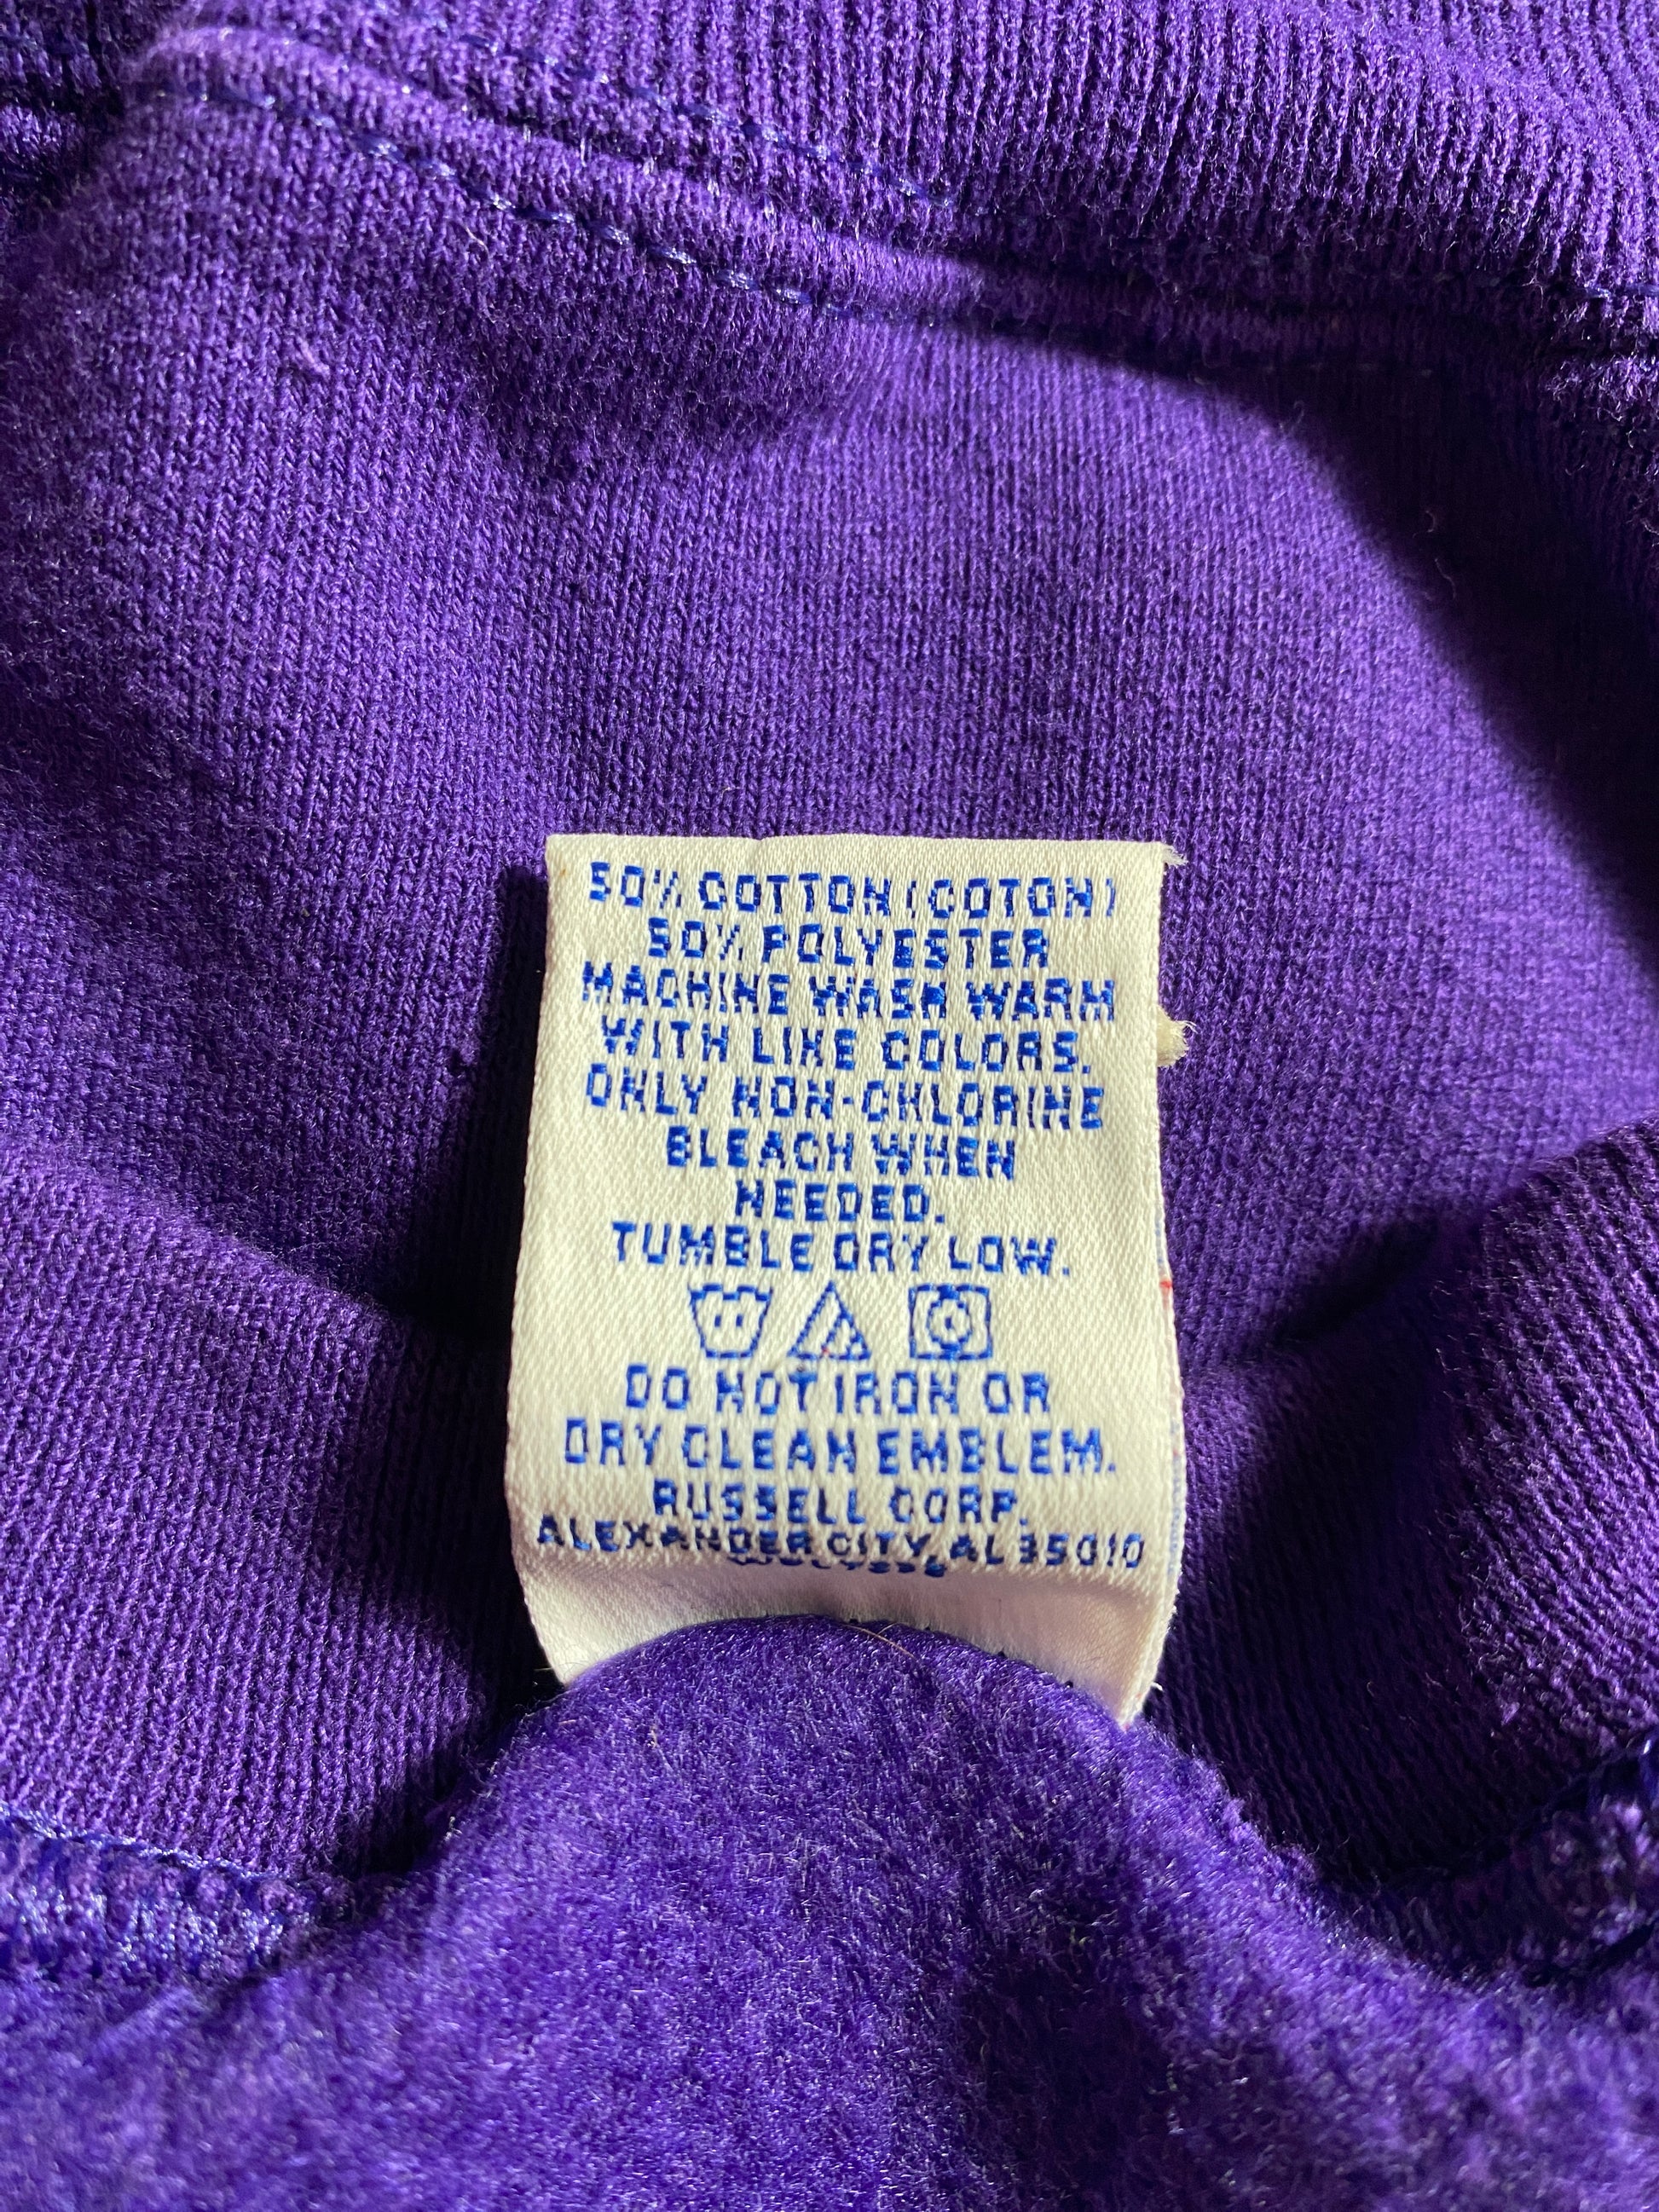 50% COTTON (COTON)
50% POLYESTER
MACHINE WASH WARM
WITH LIKE COLORS.
ONLY NON-CHLORINE
BLEACH WHEN
NEEDED.
TUMBLE DRY LOW.
DO NOT IRON OR
DRY CLEAN EMBLEM.
RUSSELL CORP.
ALEXANDER CITY, AL 35010